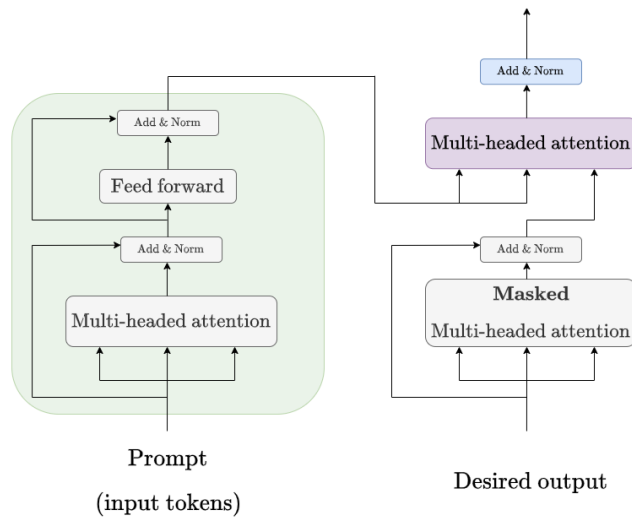 Add & Norm
Feed forward
Add & Norm
Multi-headed attention
Prompt
(input tokens)
Add & Norm
Multi-headed attention
Add & Norm
Masked
Multi-headed attention
Desired output